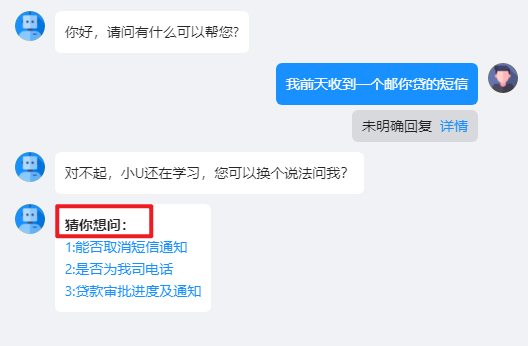 你好，请问有什么可以帮您?
我前天收到一个邮你贷的短信
未明确回复 详情
对不起，小U还在学习，您可以换个说法问我？
猜你想问：
1:能否取消短信通知
2:是否为我司电话
3:贷款审批进度及通知